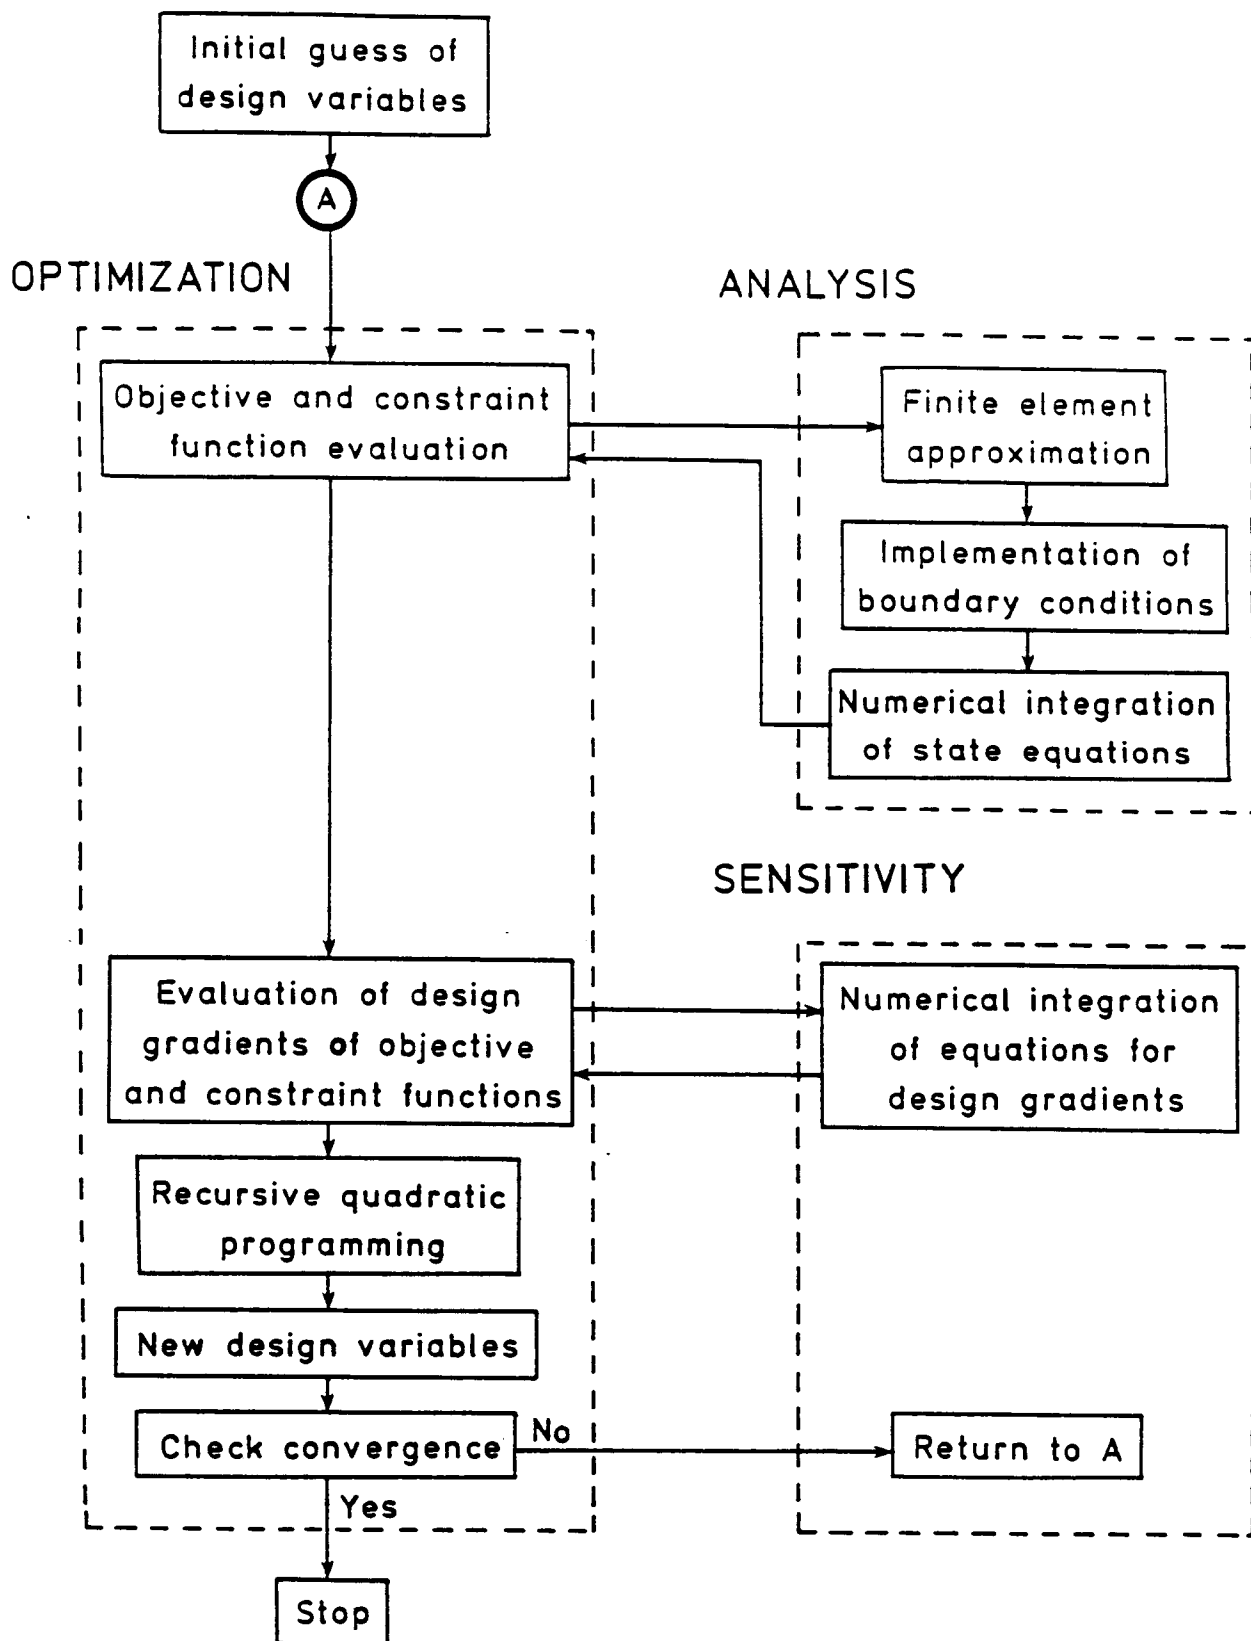 Initial guess of
design variables
A
OPTIMIZATION
ANALYSIS
Objective and constraint
function evaluation
Finite element
approximation
Implementation of
boundary conditions
Numerical integration
of state equations
SENSITIVITY
Evaluation of design
gradients of objective
and constraint functions
Numerical integration
of equations for
design gradients
Recursive quadratic
programming
New design variables
Check convergence
No
Return to A
Yes
Stop